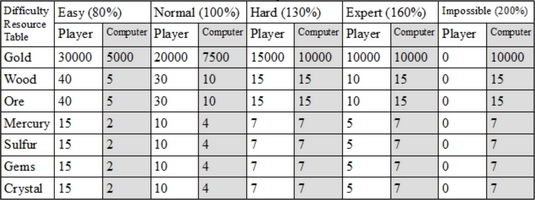 Difficulty Resource Table Easy (80%) Normal (100%) Hard (130%) Expert (160%) Impossible (200%)
Player Computer Player Computer Player Computer Player Computer Player Computer
Gold 30000 5000 20000 7500 15000 10000 10000 10000 0 10000
Wood 40 5 30 10 15 15 10 15 0 15
Ore 40 5 30 10 15 15 10 15 0 15
Mercury 15 2 10 4 7 7 5 7 0 7
Sulfur 15 2 10 4 7 7 5 7 0 7
Gems 15 2 10 4 7 7 5 7 0 7
Crystal 15 2 10 4 7 7 5 7 0 7